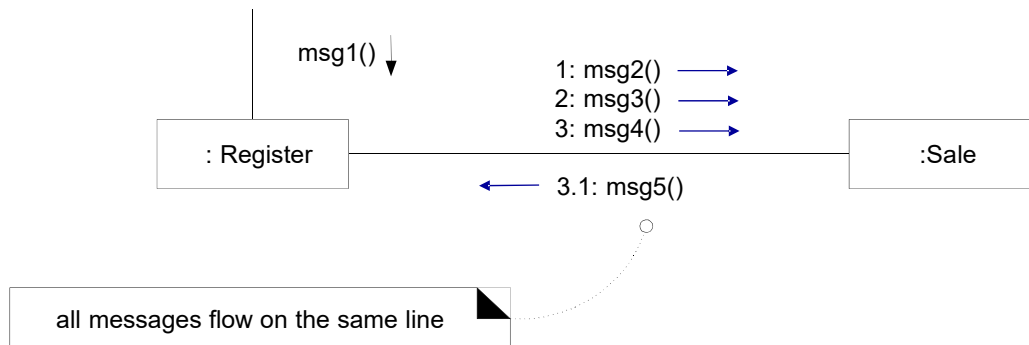 msg1()
1: msg2()
2: msg3()
3: msg4()
: Register
:Sale
3.1: msg5()
all messages flow on the same line